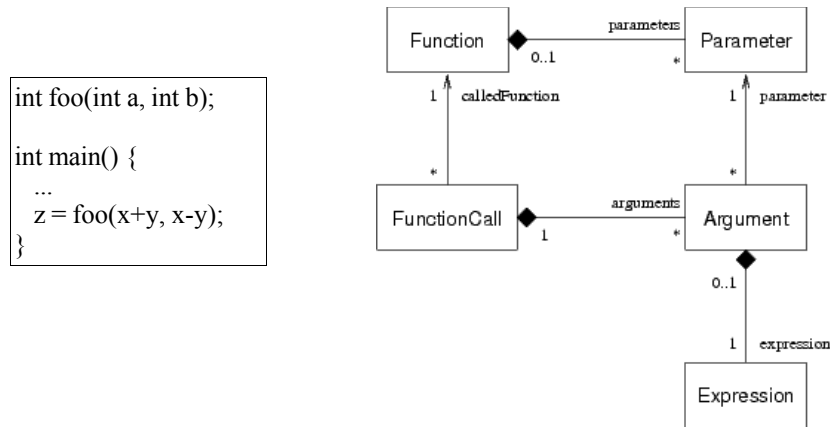 int foo(int a, int b);
int main() {
...
z = foo(x+y, x-y);
}
Function
parameters
Parameter
0..1
*
1
calledFunction
1
parameter
*
*
FunctionCall
arguments
Argument
1
*
0..1
1
expression
Expression